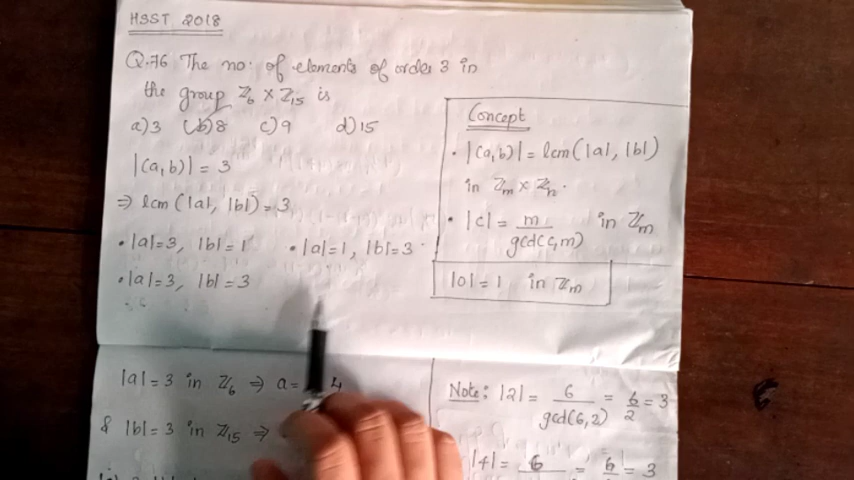 HSST 2018
Q.76 The no. of elements of order 3 in
the group ℤ₆ × ℤ₁₅ is
a) 3 (b) 8 c) 9 d) 15
|(a,b)| = 3
⇒ lcm(|a|, |b|) = 3
• |a|=3, |b|=1 • |a|=1, |b|=3
• |a|=3, |b|=3
|a|=3 in ℤ₆ ⇒ a= 4
& |b|=3 in ℤ₁₅ ⇒
Concept
• |(a,b)| = lcm(|a|, |b|)
in ℤₘ × ℤₙ.
• |c| = m/gcd(c,m) in ℤₘ
|0| = 1 in ℤₘ
Note: |2| = 6/gcd(6,2) = 6/2 = 3
|4| = 6 = 6/6 = 3